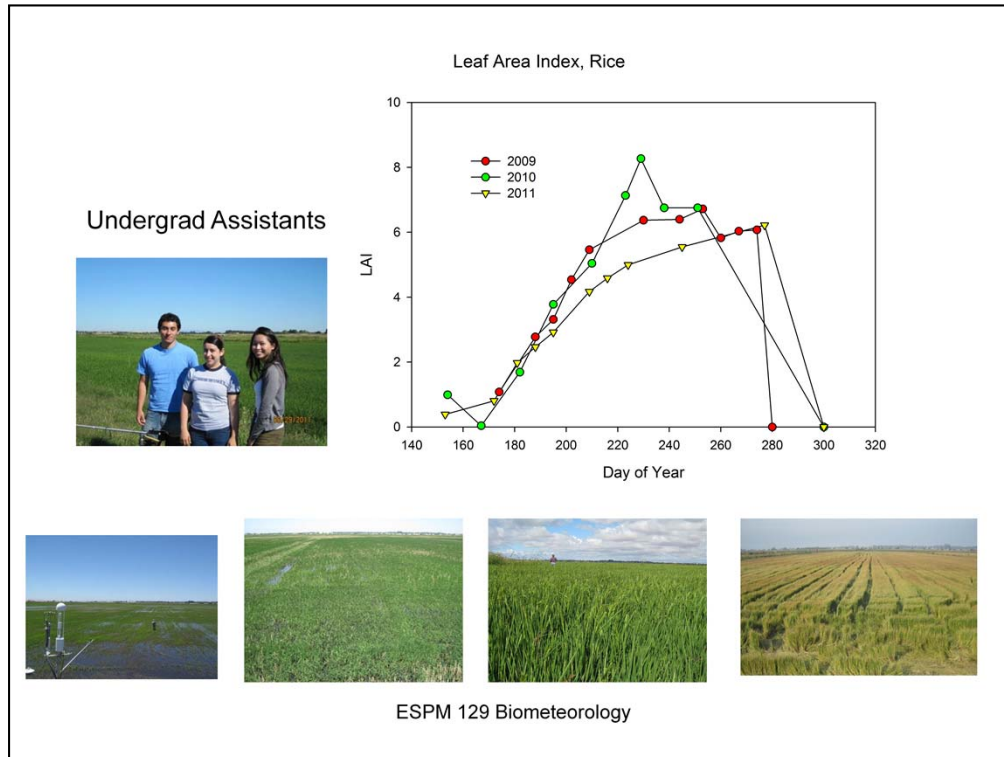 Leaf Area Index, Rice
10
8
6
4
2
0
LAI
2009
2010
2011
140 160 180 200 220 240 260 280 300 320
Day of Year
Undergrad Assistants
ESPM 129 Biometeorology